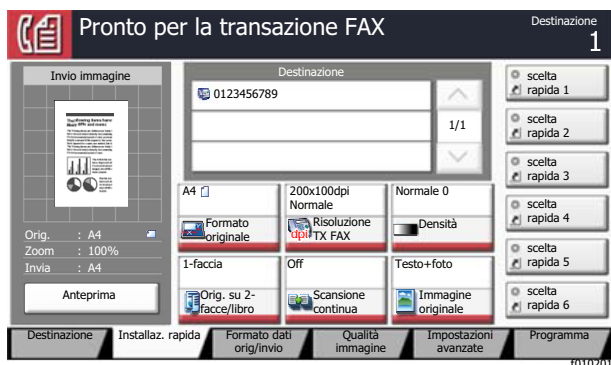 Pronto per la transazione FAX
Destinazione
1
Invio immagine
Orig. : A4
Zoom : 100%
Invia : A4
Anteprima
Destinazione
0123456789
1/1
A4
Formato
originale
200x100dpi
Normale
dpi
Risoluzione
TX FAX
Normale 0
Densità
1-faccia
Orig. su 2-
facce/libro
Off
Scansione
continua
Testo+foto
Immagine
originale
scelta
rapida 1
scelta
rapida 2
scelta
rapida 3
scelta
rapida 4
scelta
rapida 5
scelta
rapida 6
Destinazione
Installaz. rapida
Formato dati
orig/invio
Qualità
immagine
Impostazioni
avanzate
Programma